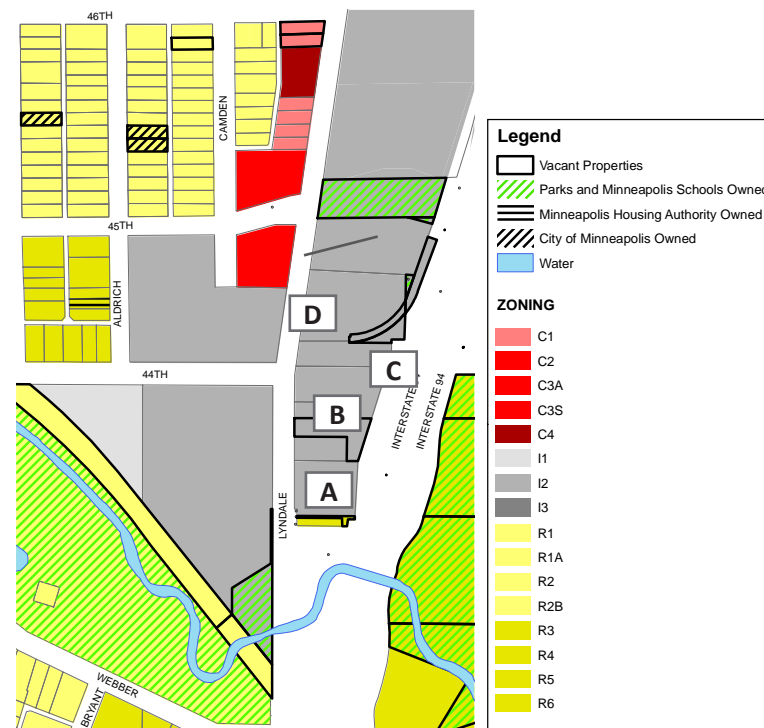 46TH
CAMDEN
45TH
ALDRICH
D
C
44TH
B
INTERSTATE
INTERSTATE 94
A
LYNDALE
WEBBER
BRYANT
Legend
Vacant Properties
Parks and Minneapolis Schools Owned
Minneapolis Housing Authority Owned
City of Minneapolis Owned
Water
ZONING
C1
C2
C3A
C3S
C4
I1
I2
I3
R1
R1A
R2
R2B
R3
R4
R5
R6